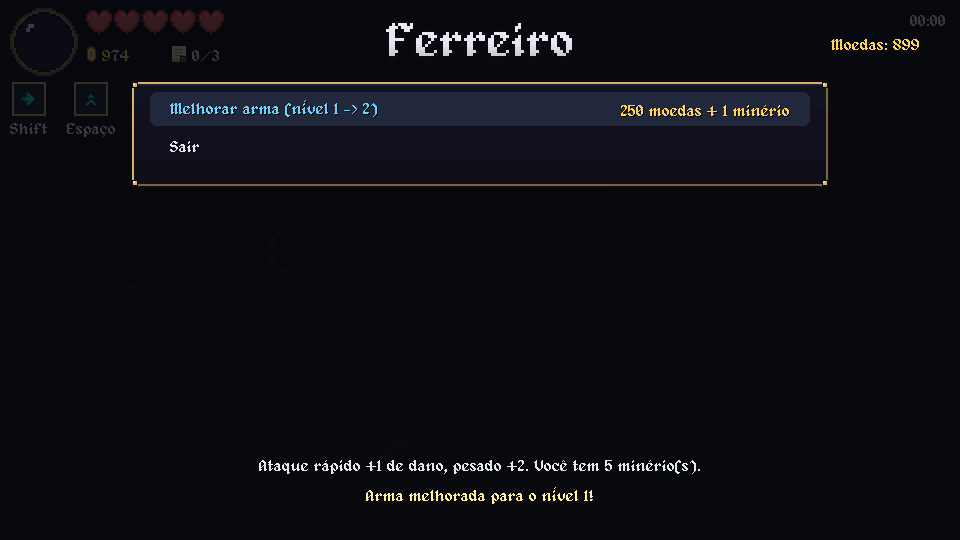 Ferreiro
00:00
Moedas: 899
974
0/3
Shift
Espaço
Melhorar arma (nível 1 -> 2)
250 moedas + 1 minério
Sair
Ataque rápido +1 de dano, pesado +2. Você tem 5 minério(s).
Arma melhorada para o nível 1!